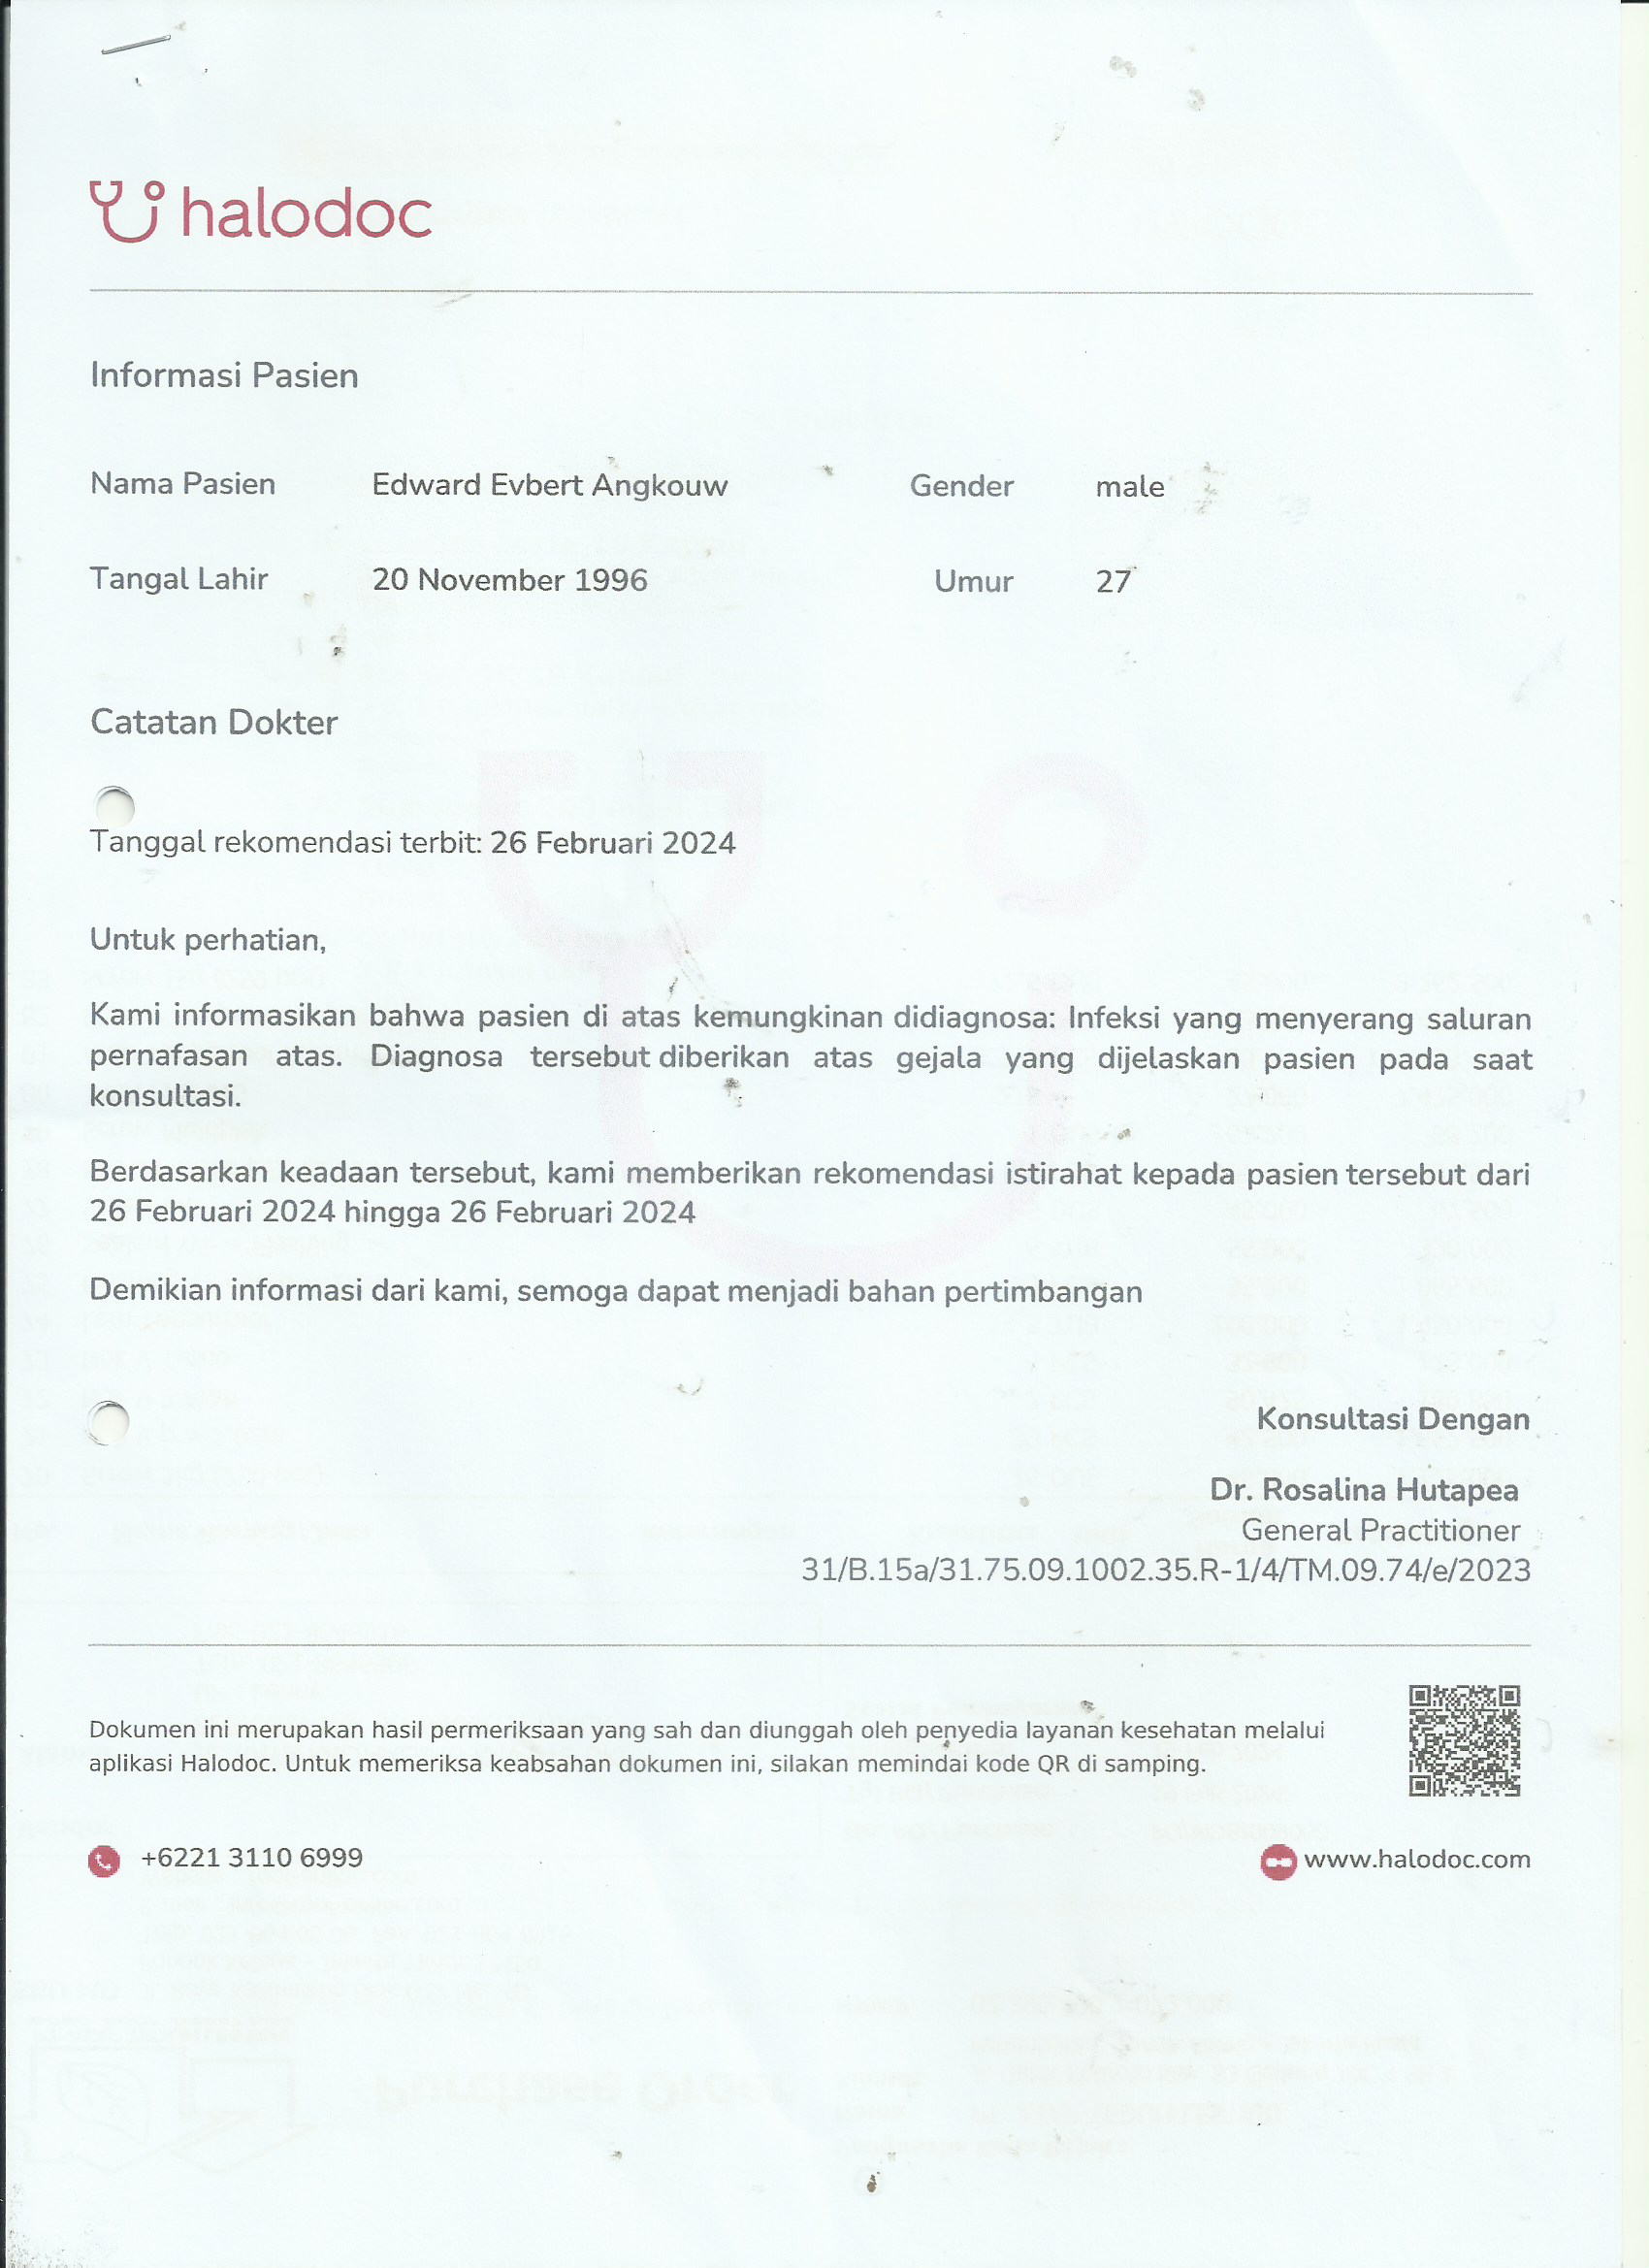 halodoc
Informasi Pasien
Nama Pasien Edward Evbert Angkouw Gender male
Tangal Lahir 20 November 1996 Umur 27
Catatan Dokter
Tanggal rekomendasi terbit: 26 Februari 2024
Untuk perhatian,
Kami informasikan bahwa pasien di atas kemungkinan didiagnosa: Infeksi yang menyerang saluran
pernafasan atas. Diagnosa tersebut diberikan atas gejala yang dijelaskan pasien pada saat
konsultasi.
Berdasarkan keadaan tersebut, kami memberikan rekomendasi istirahat kepada pasien tersebut dari
26 Februari 2024 hingga 26 Februari 2024
Demikian informasi dari kami, semoga dapat menjadi bahan pertimbangan
Konsultasi Dengan
Dr. Rosalina Hutapea
General Practitioner
31/B.15a/31.75.09.1002.35.R-1/4/TM.09.74/e/2023
Dokumen ini merupakan hasil permeriksaan yang sah dan diunggah oleh penyedia layanan kesehatan melalui
aplikasi Halodoc. Untuk memeriksa keabsahan dokumen ini, silakan memindai kode QR di samping.
+6221 3110 6999 www.halodoc.com